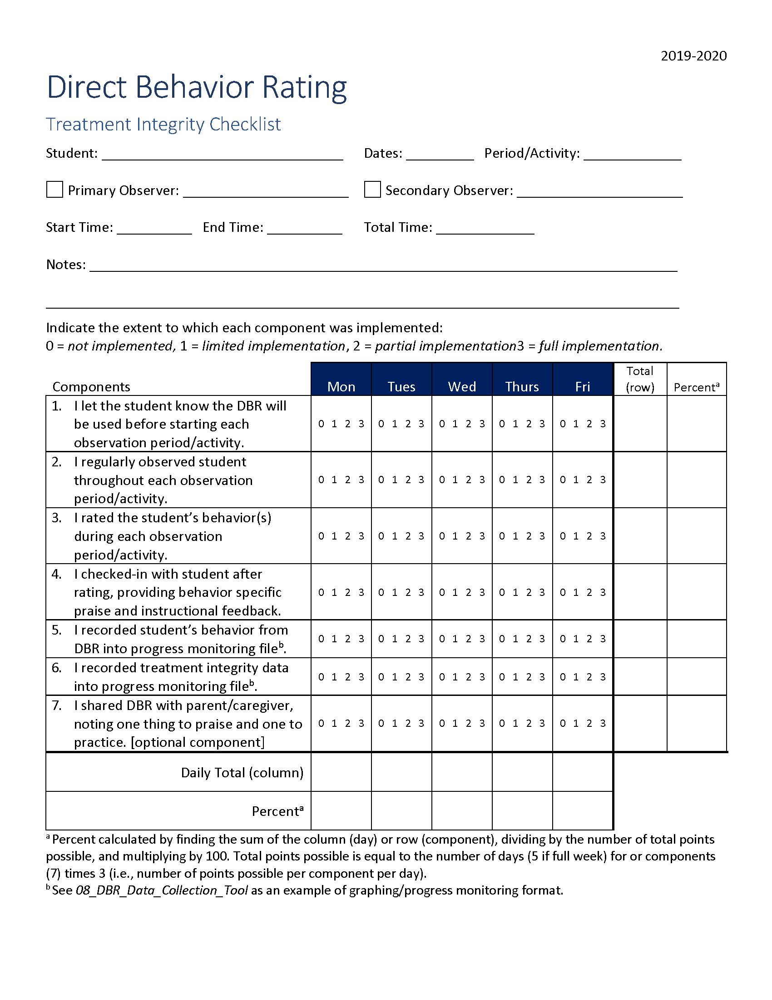 2019-2020
Direct Behavior Rating
Treatment Integrity Checklist
Student: ______________ Dates: ________ Period/Activity: ________
Primary Observer: ______________ Secondary Observer: ______________
Start Time: ________ End Time: ________ Total Time: ________
Notes: ______________
Indicate the extent to which each component was implemented:
0 = not implemented, 1 = limited implementation, 2 = partial implementation3 = full implementation.
Components Mon Tues Wed Thurs Fri Total (row) Percentᵃ
1. I let the student know the DBR will
be used before starting each
observation period/activity.
0 1 2 3 0 1 2 3 0 1 2 3 0 1 2 3 0 1 2 3
2. I regularly observed student
throughout each observation
period/activity.
0 1 2 3 0 1 2 3 0 1 2 3 0 1 2 3 0 1 2 3
3. I rated the student’s behavior(s)
during each observation
period/activity.
0 1 2 3 0 1 2 3 0 1 2 3 0 1 2 3 0 1 2 3
4. I checked-in with student after
rating, providing behavior specific
praise and instructional feedback.
0 1 2 3 0 1 2 3 0 1 2 3 0 1 2 3 0 1 2 3
5. I recorded student’s behavior from
DBR into progress monitoring fileᵇ.
0 1 2 3 0 1 2 3 0 1 2 3 0 1 2 3 0 1 2 3
6. I recorded treatment integrity data
into progress monitoring fileᵇ.
0 1 2 3 0 1 2 3 0 1 2 3 0 1 2 3 0 1 2 3
7. I shared DBR with parent/caregiver,
noting one thing to praise and one to
practice. [optional component]
0 1 2 3 0 1 2 3 0 1 2 3 0 1 2 3 0 1 2 3
Daily Total (column)
Percentᵃ
ᵃ Percent calculated by finding the sum of the column (day) or row (component), dividing by the number of total points
possible, and multiplying by 100. Total points possible is equal to the number of days (5 if full week) for or components
(7) times 3 (i.e., number of points possible per component per day).
ᵇ See 08_DBR_Data_Collection_Tool as an example of graphing/progress monitoring format.